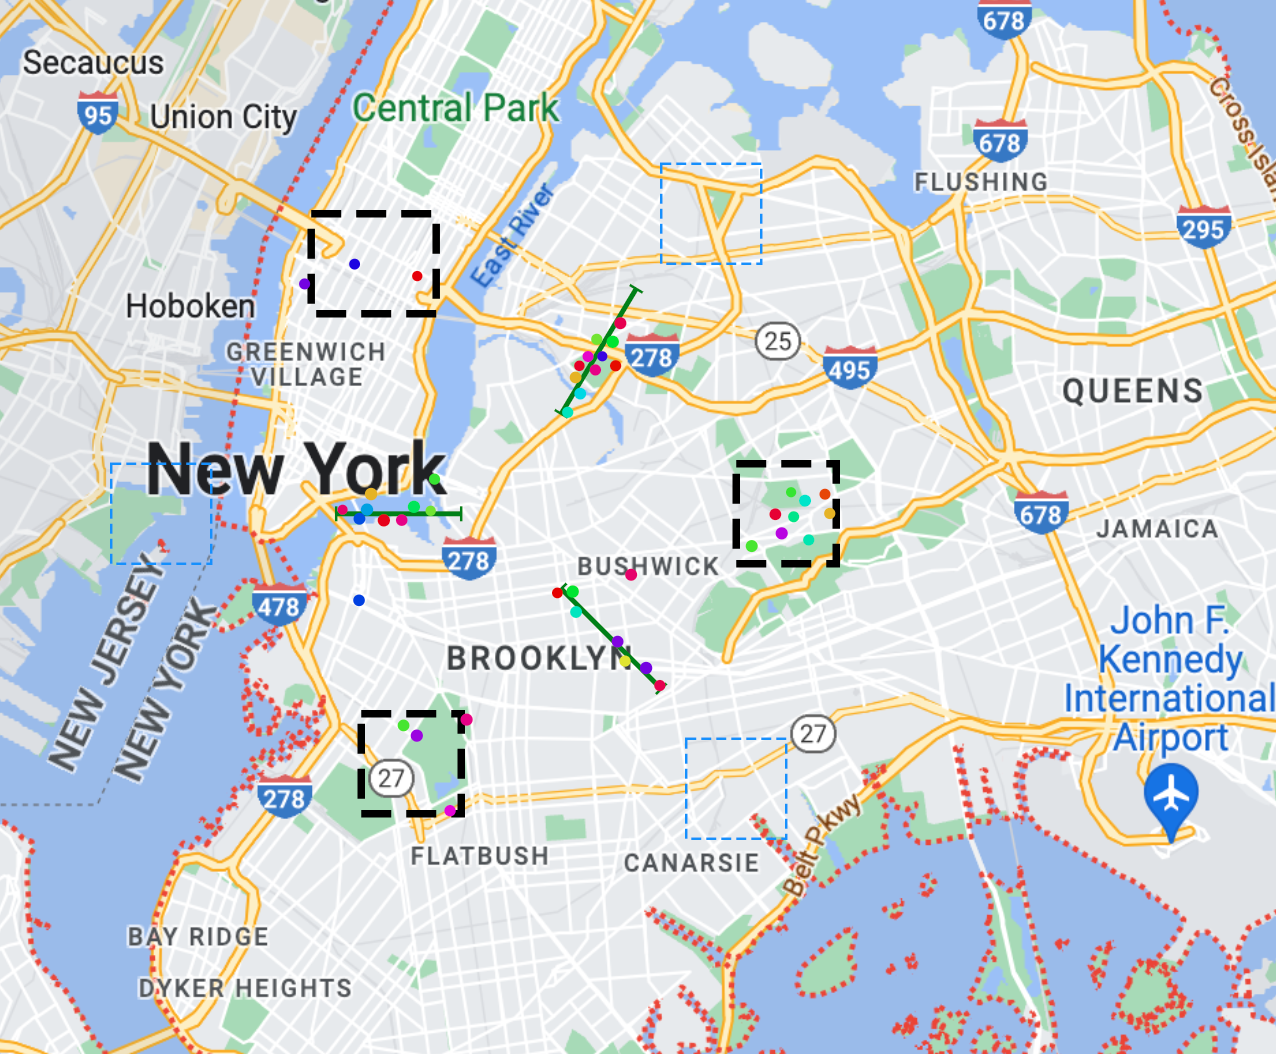 678
Secaucus
95
Union City
Central Park
678
Cross Islan
FLUSHING
295
East River
Hoboken
GREENWICH
VILLAGE
278
25
495
QUEENS
New York
678
JAMAICA
278
BUSHWICK
478
NEW JERSEY
NEW YORK
BROOKLYN
John F.
Kennedy
International
Airport
27
27
278
Belt Pkwy
FLATBUSH
CANARSIE
BAY RIDGE
DYKER HEIGHTS